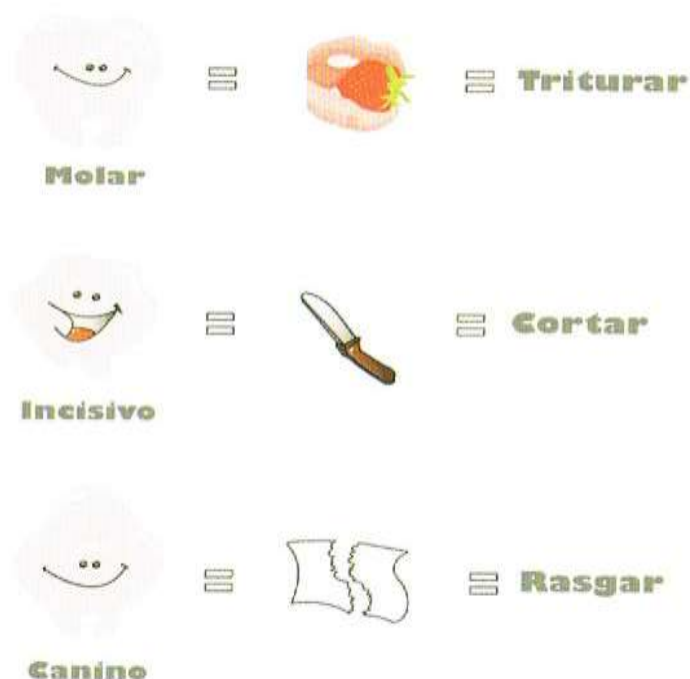 = = Triturar
Molar
= = Cortar
Incisivo
= = Rasgar
Canino